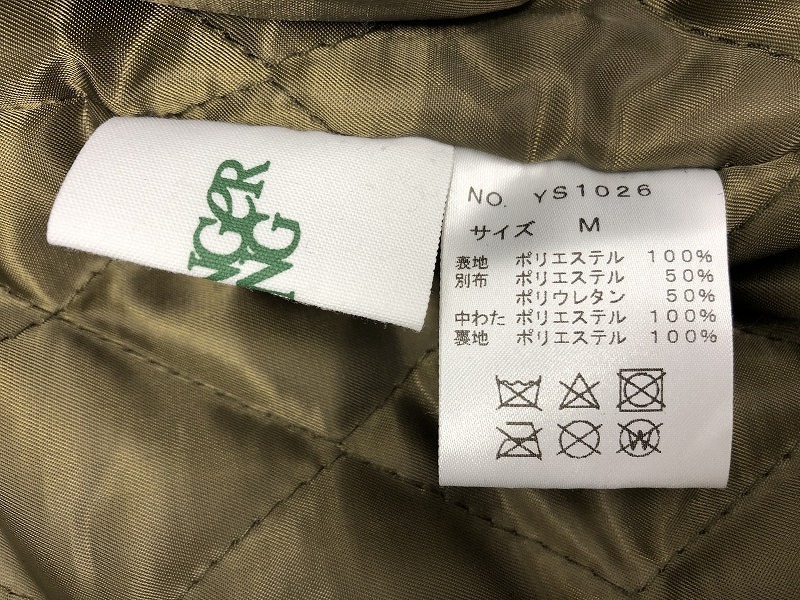 NGER
NG
NO. YS1026
サイズ M
表地 ポリエステル 100%
別布 ポリエステル 50%
ポリウレタン 50%
中わた ポリエステル 100%
裏地 ポリエステル 100%
W